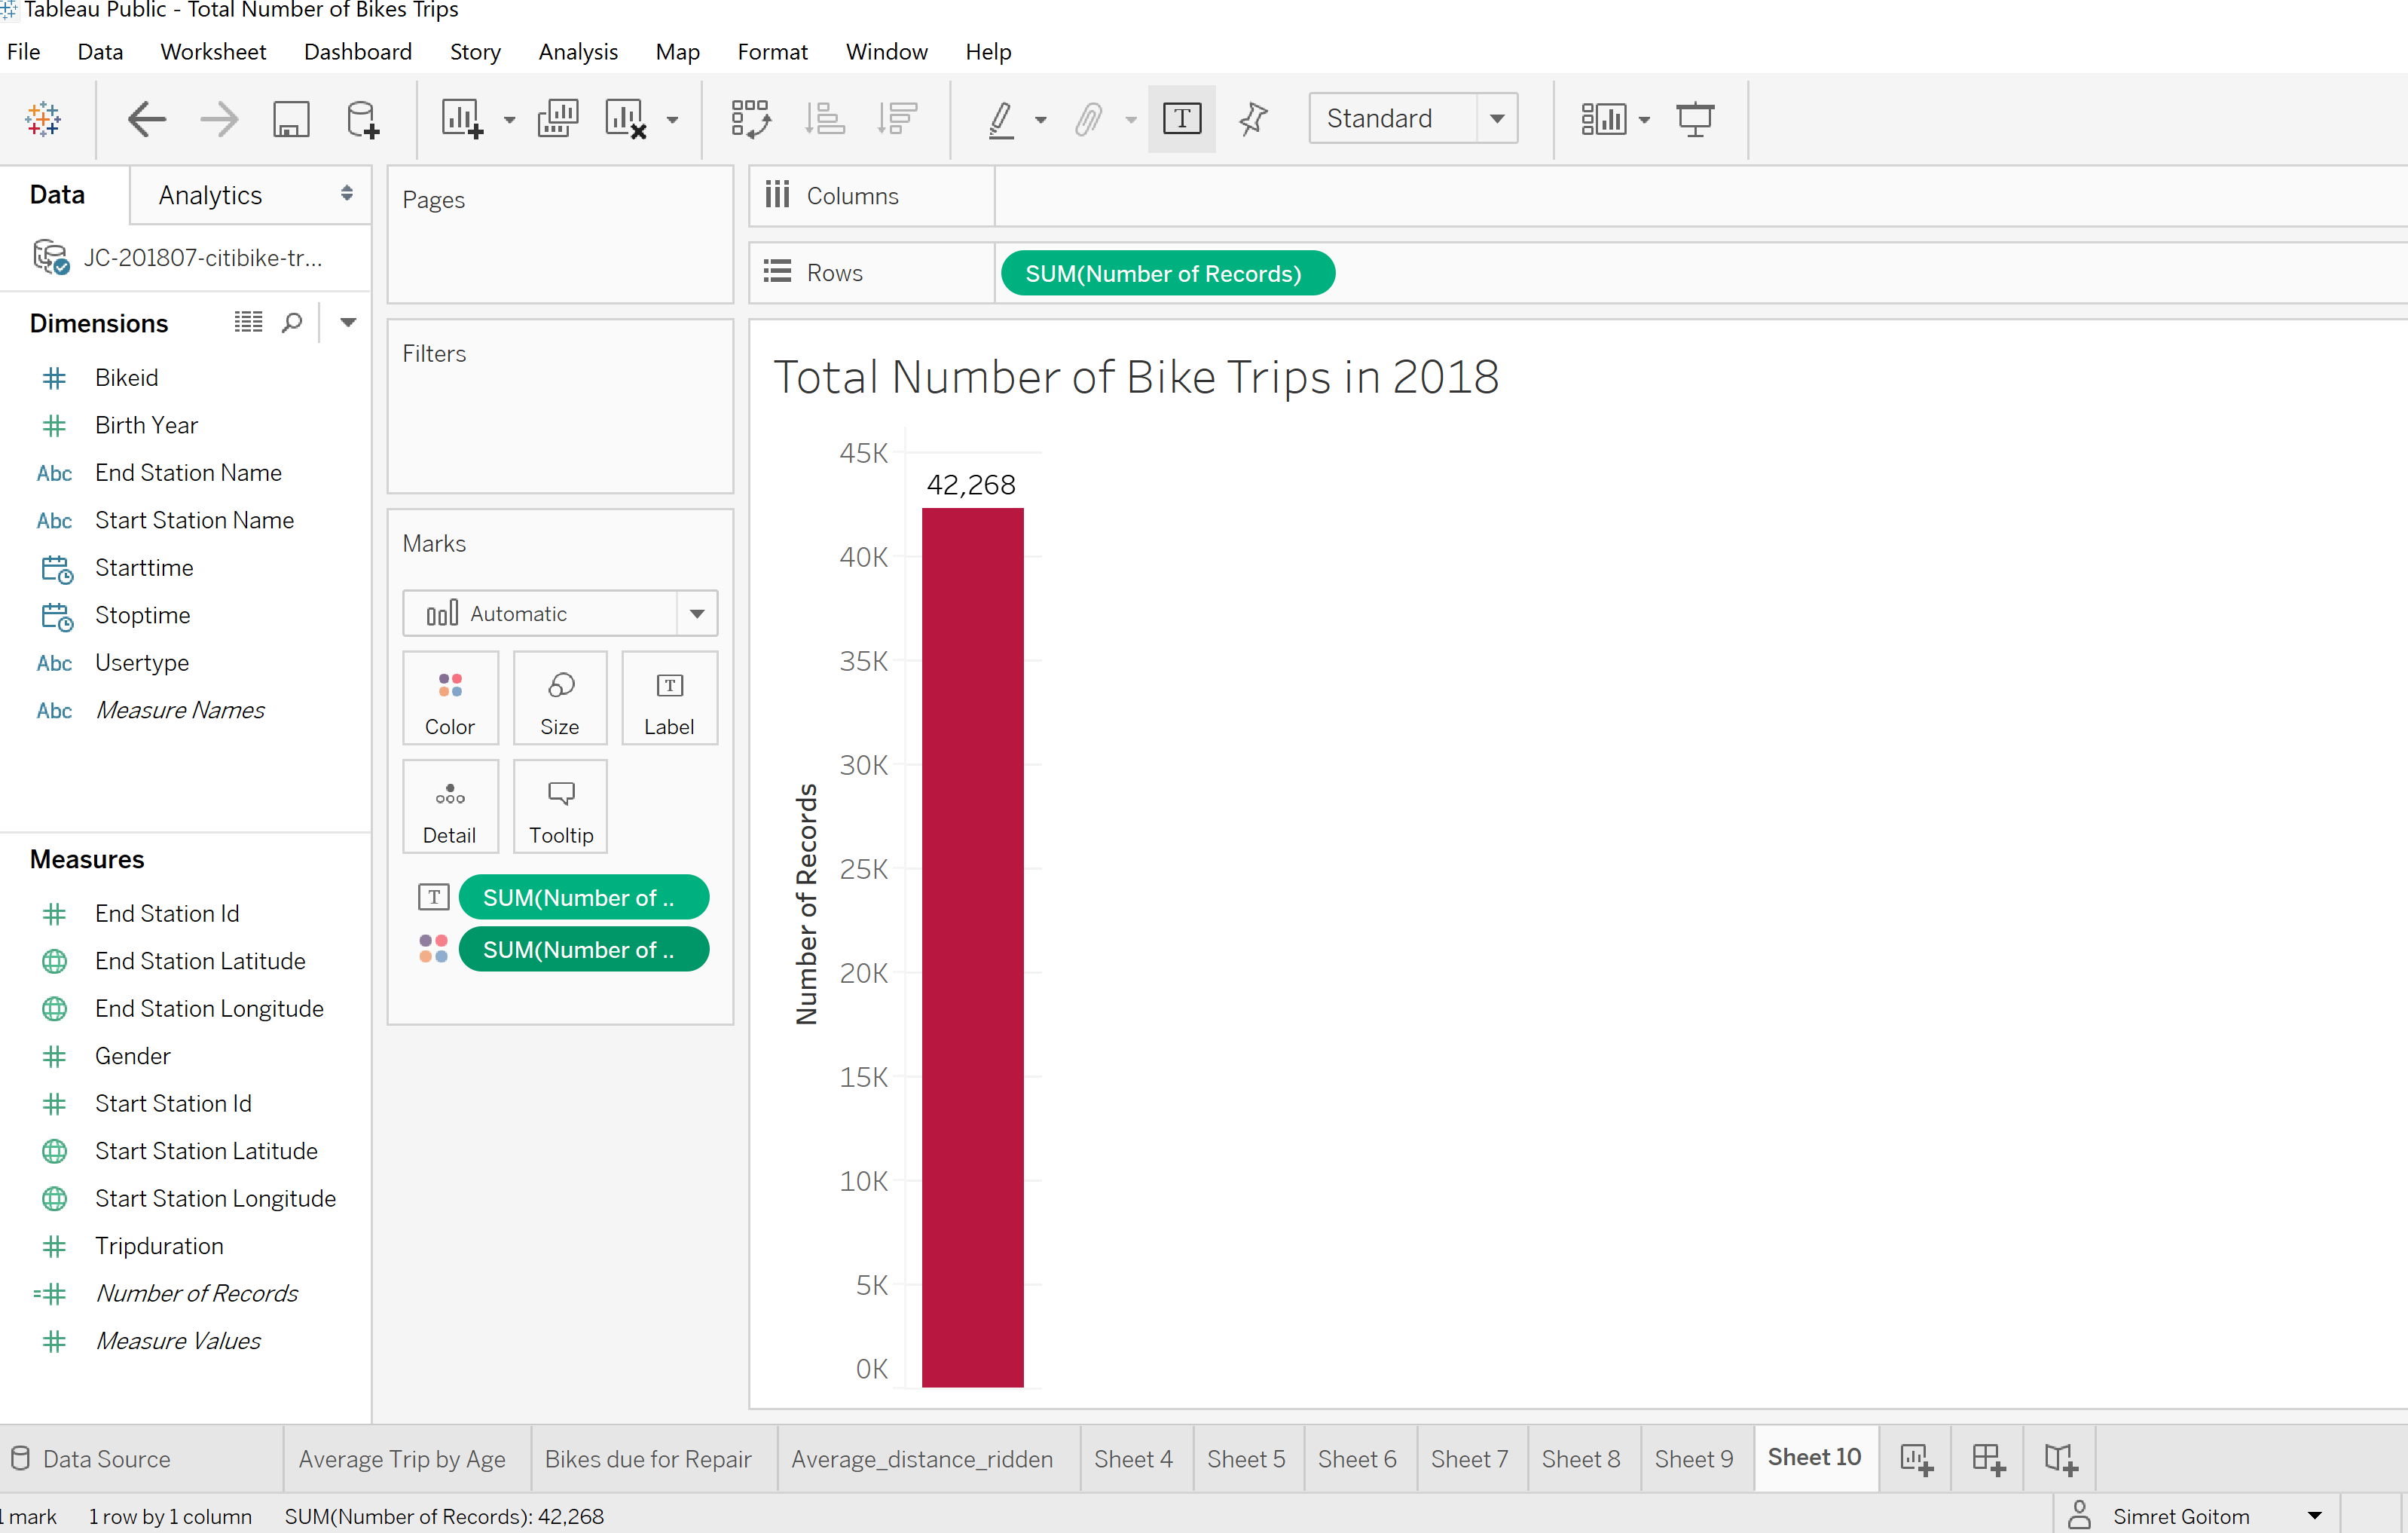 Tableau Public - Total Number of Bikes Trips
File Data Worksheet Dashboard Story Analysis Map Format Window Help
T Standard
Data Analytics
JC-201807-citibike-tr...
Dimensions
Bikeid
Birth Year
Abc End Station Name
Abc Start Station Name
Starttime
Stoptime
Abc Usertype
Abc Measure Names
Measures
End Station Id
End Station Latitude
End Station Longitude
Gender
Start Station Id
Start Station Latitude
Start Station Longitude
Tripduration
=# Number of Records
Measure Values
Pages
Filters
Marks
Automatic
Color Size T Label
Detail Tooltip
T SUM(Number of ..
SUM(Number of ..
Columns
Rows SUM(Number of Records)
Total Number of Bike Trips in 2018
45K
42,268
40K
35K
30K
25K
20K
15K
10K
5K
0K
Number of Records
Data Source Average Trip by Age Bikes due for Repair Average_distance_ridden Sheet 4 Sheet 5 Sheet 6 Sheet 7 Sheet 8 Sheet 9 Sheet 10
1 mark 1 row by 1 column SUM(Number of Records): 42,268 Simret Goitom